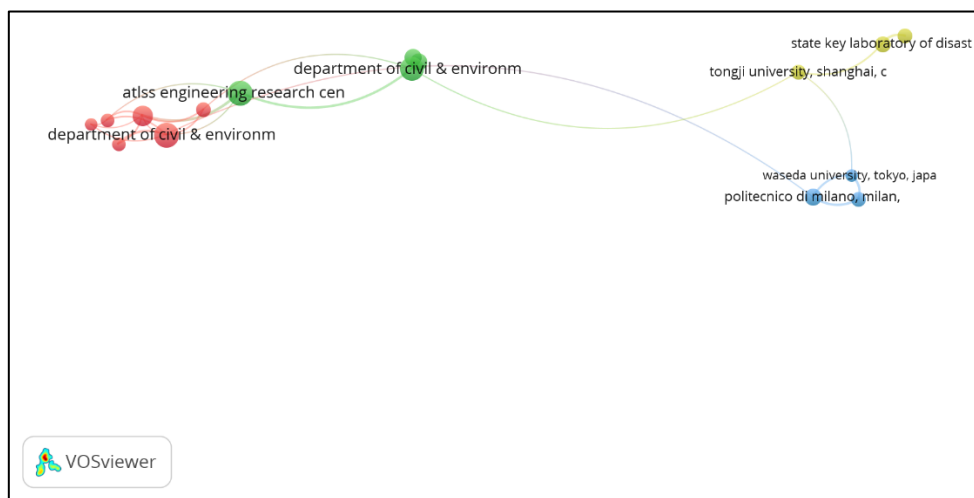 state key laboratory of disast
department of civil & environm
tongji university, shanghai, c
atlss engineering research cen
department of civil & environm
waseda university, tokyo, japa
politecnico di milano, milan,
VOSviewer